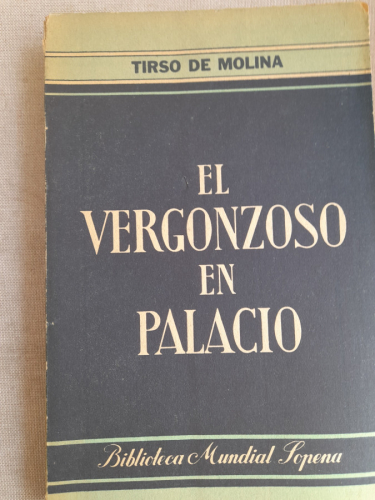 TIRSO DE MOLINA
EL
VERGONZOSO
EN
PALACIO
Biblioteca Mundial Sopena